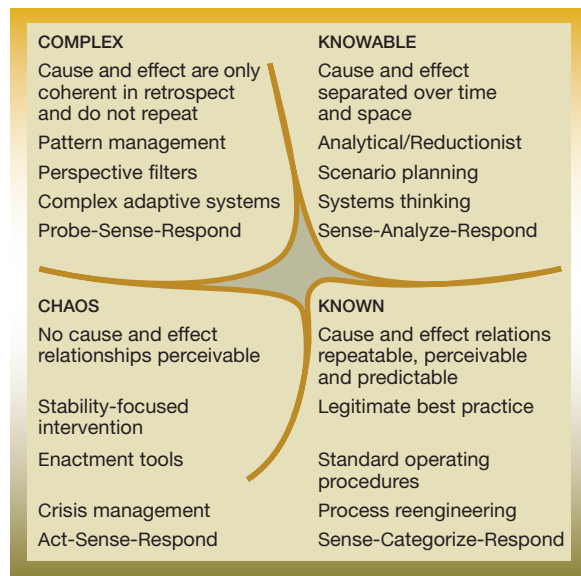 COMPLEX
Cause and effect are only
coherent in retrospect
and do not repeat
Pattern management
Perspective filters
Complex adaptive systems
Probe-Sense-Respond
KNOWABLE
Cause and effect
separated over time
and space
Analytical/Reductionist
Scenario planning
Systems thinking
Sense-Analyze-Respond
CHAOS
No cause and effect
relationships perceivable
Stability-focused
intervention
Enactment tools
Crisis management
Act-Sense-Respond
KNOWN
Cause and effect relations
repeatable, perceivable
and predictable
Legitimate best practice
Standard operating
procedures
Process reengineering
Sense-Categorize-Respond